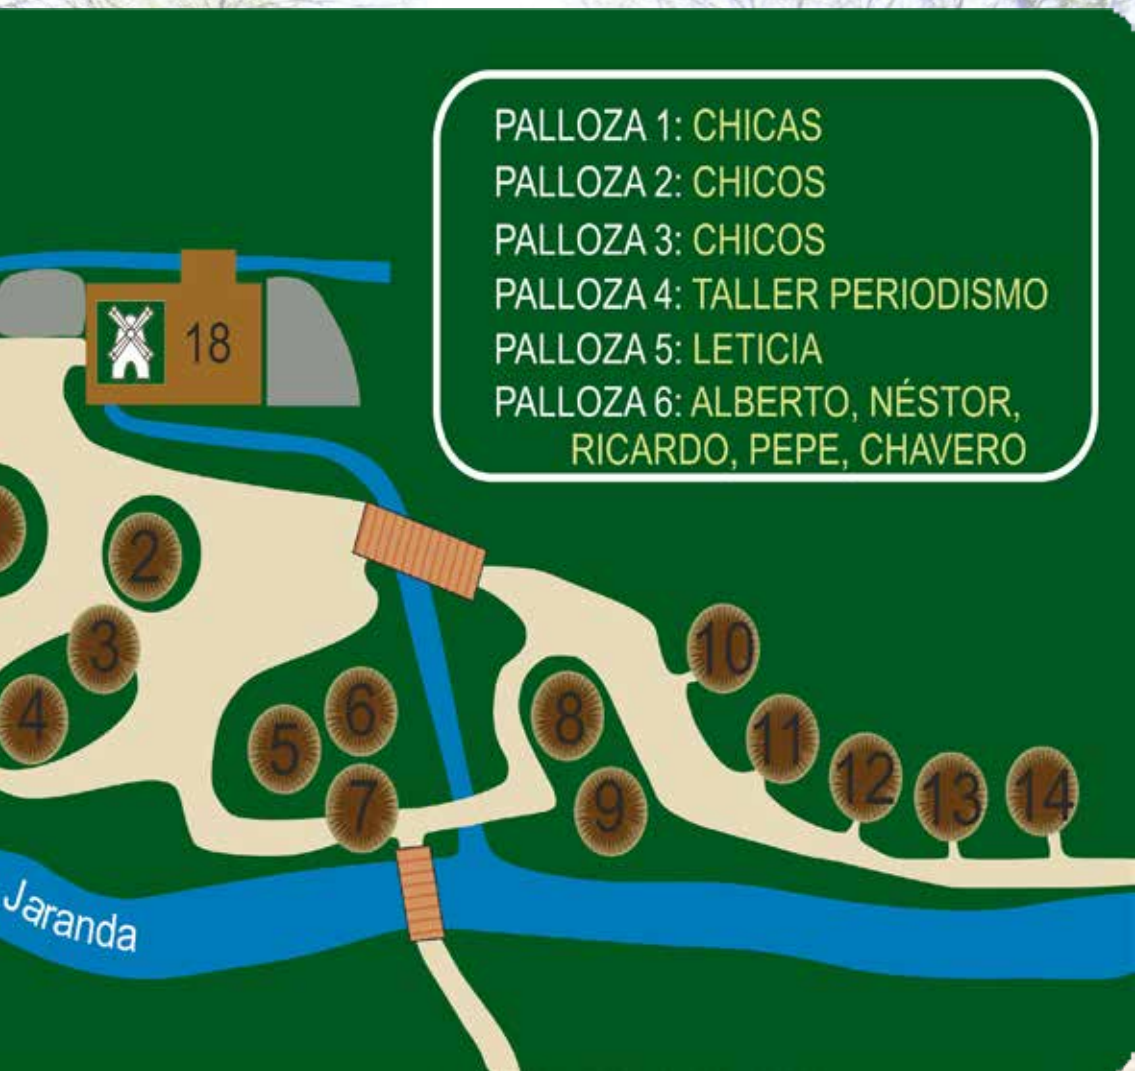 PALLOZA 1: CHICAS
PALLOZA 2: CHICOS
PALLOZA 3: CHICOS
PALLOZA 4: TALLER PERIODISMO
PALLOZA 5: LETICIA
PALLOZA 6: ALBERTO, NÉSTOR,
RICARDO, PEPE, CHAVERO
18
2
3
4
5
6
7
8
9
10
11
12
13
14
Jaranda